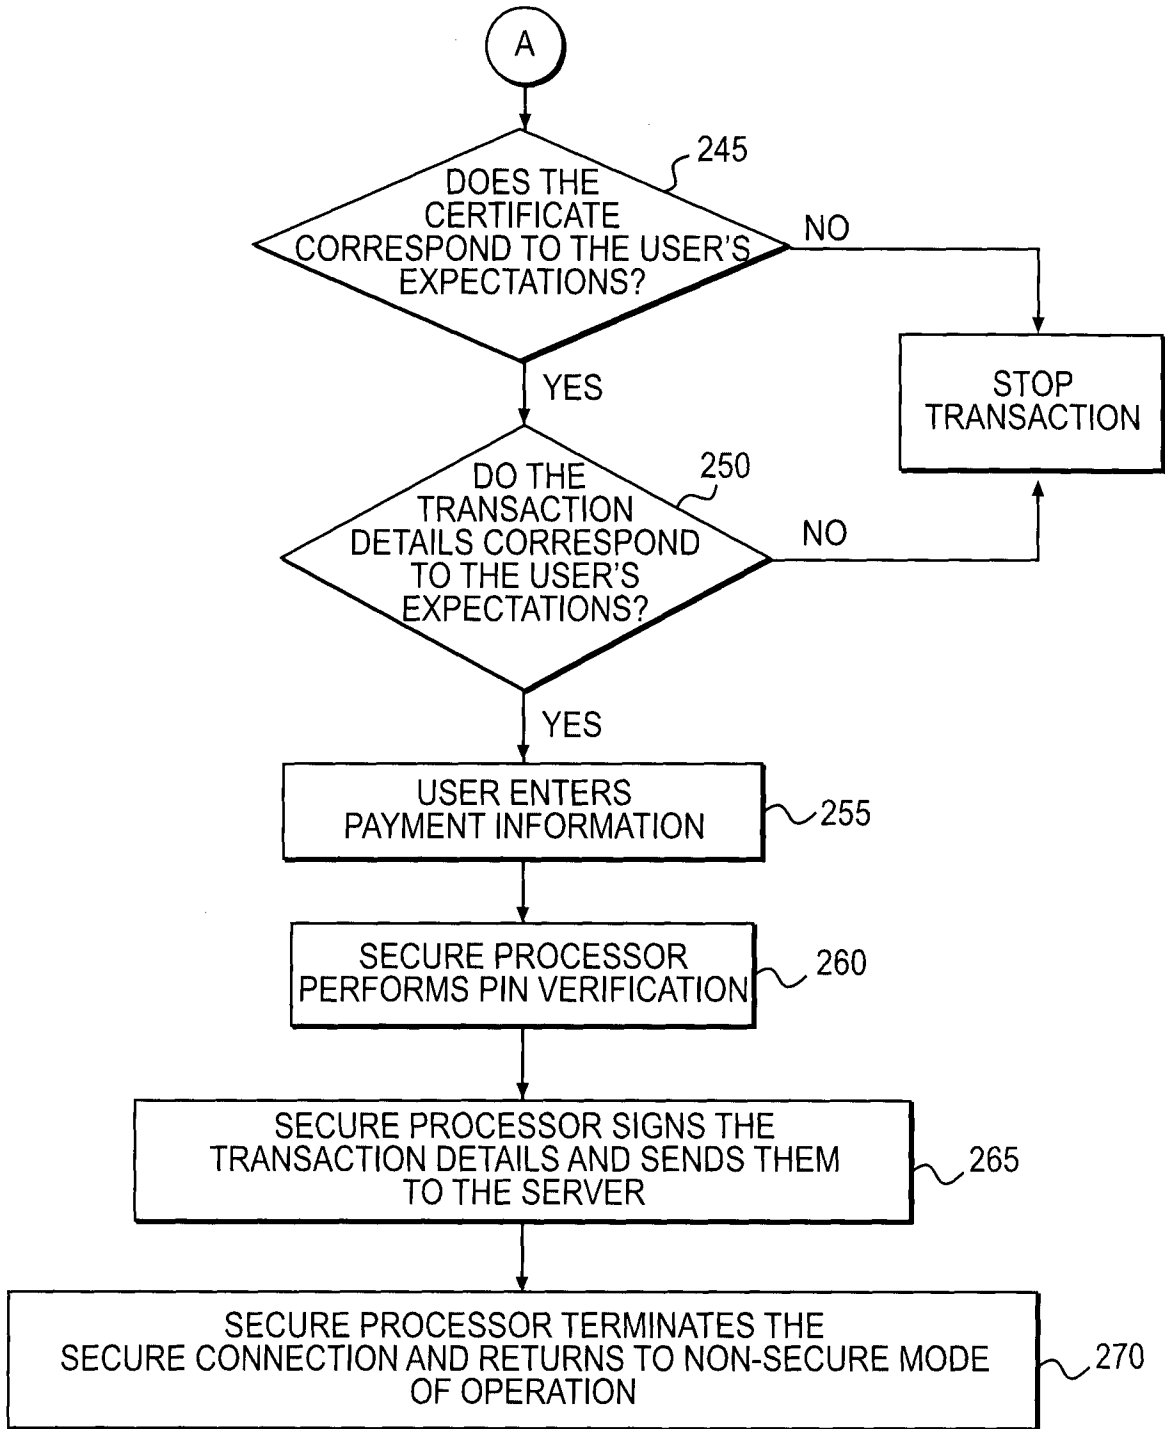 A
245
DOES THE
CERTIFICATE
CORRESPOND TO THE USER'S
EXPECTATIONS?
NO
YES
STOP
TRANSACTION
250
DO THE
TRANSACTION
DETAILS CORRESPOND
TO THE USER'S
EXPECTATIONS?
NO
YES
USER ENTERS
PAYMENT INFORMATION
255
SECURE PROCESSOR
PERFORMS PIN VERIFICATION
260
SECURE PROCESSOR SIGNS THE
TRANSACTION DETAILS AND SENDS THEM
TO THE SERVER
265
SECURE PROCESSOR TERMINATES THE
SECURE CONNECTION AND RETURNS TO NON-SECURE MODE
OF OPERATION
270